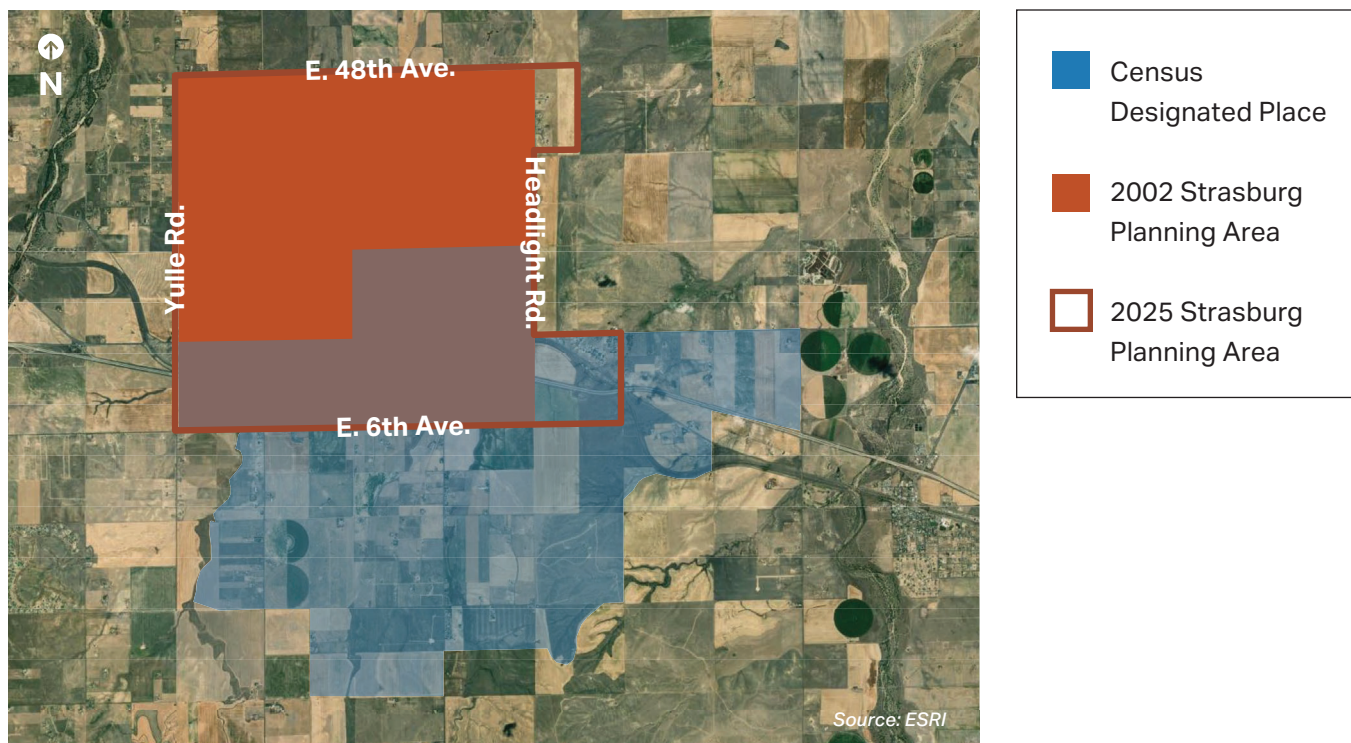 N
E. 48th Ave.
Yulle Rd.
Headlight Rd.
E. 6th Ave.
Source: ESRI
Census
Designated Place
2002 Strasburg
Planning Area
2025 Strasburg
Planning Area